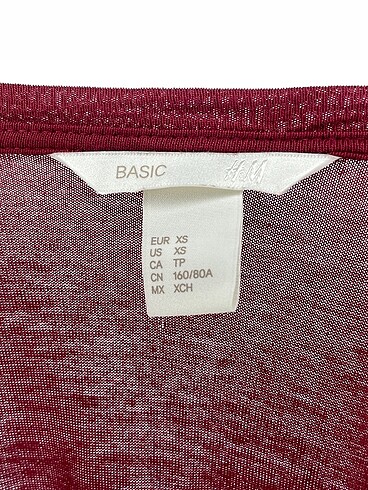 BASIC H&M
EUR XS
US XS
CA TP
CN 160/80A
MX XCH